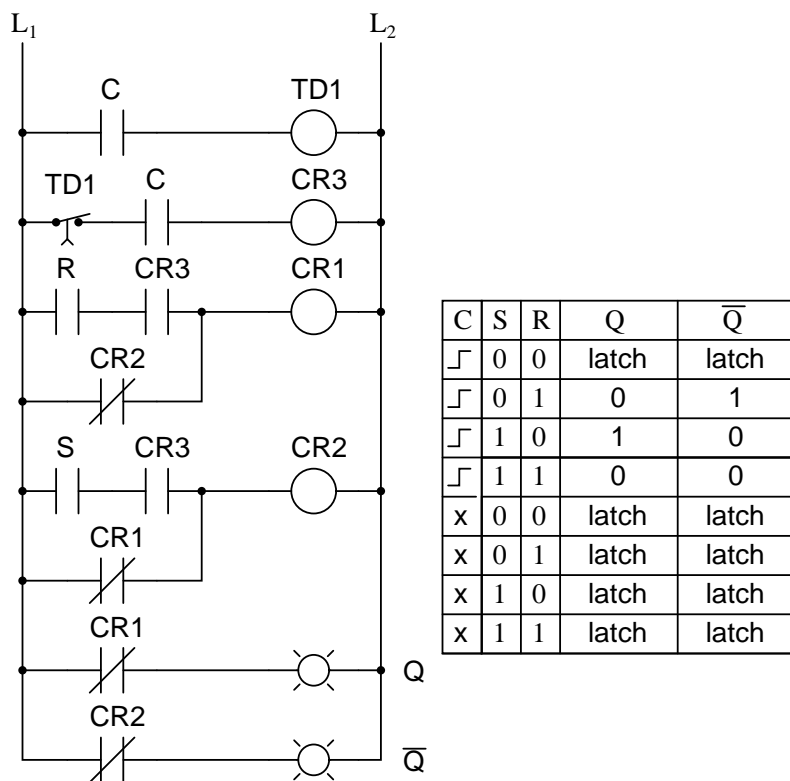 L1 L2
C TD1
TD1 C CR3
R CR3 CR1
CR2
S CR3 CR2
CR1
CR1
Q
CR2
Q̅
C S R Q Q̅
0 0 latch latch
0 1 0 1
1 0 1 0
1 1 0 0
x 0 0 latch latch
x 0 1 latch latch
x 1 0 latch latch
x 1 1 latch latch